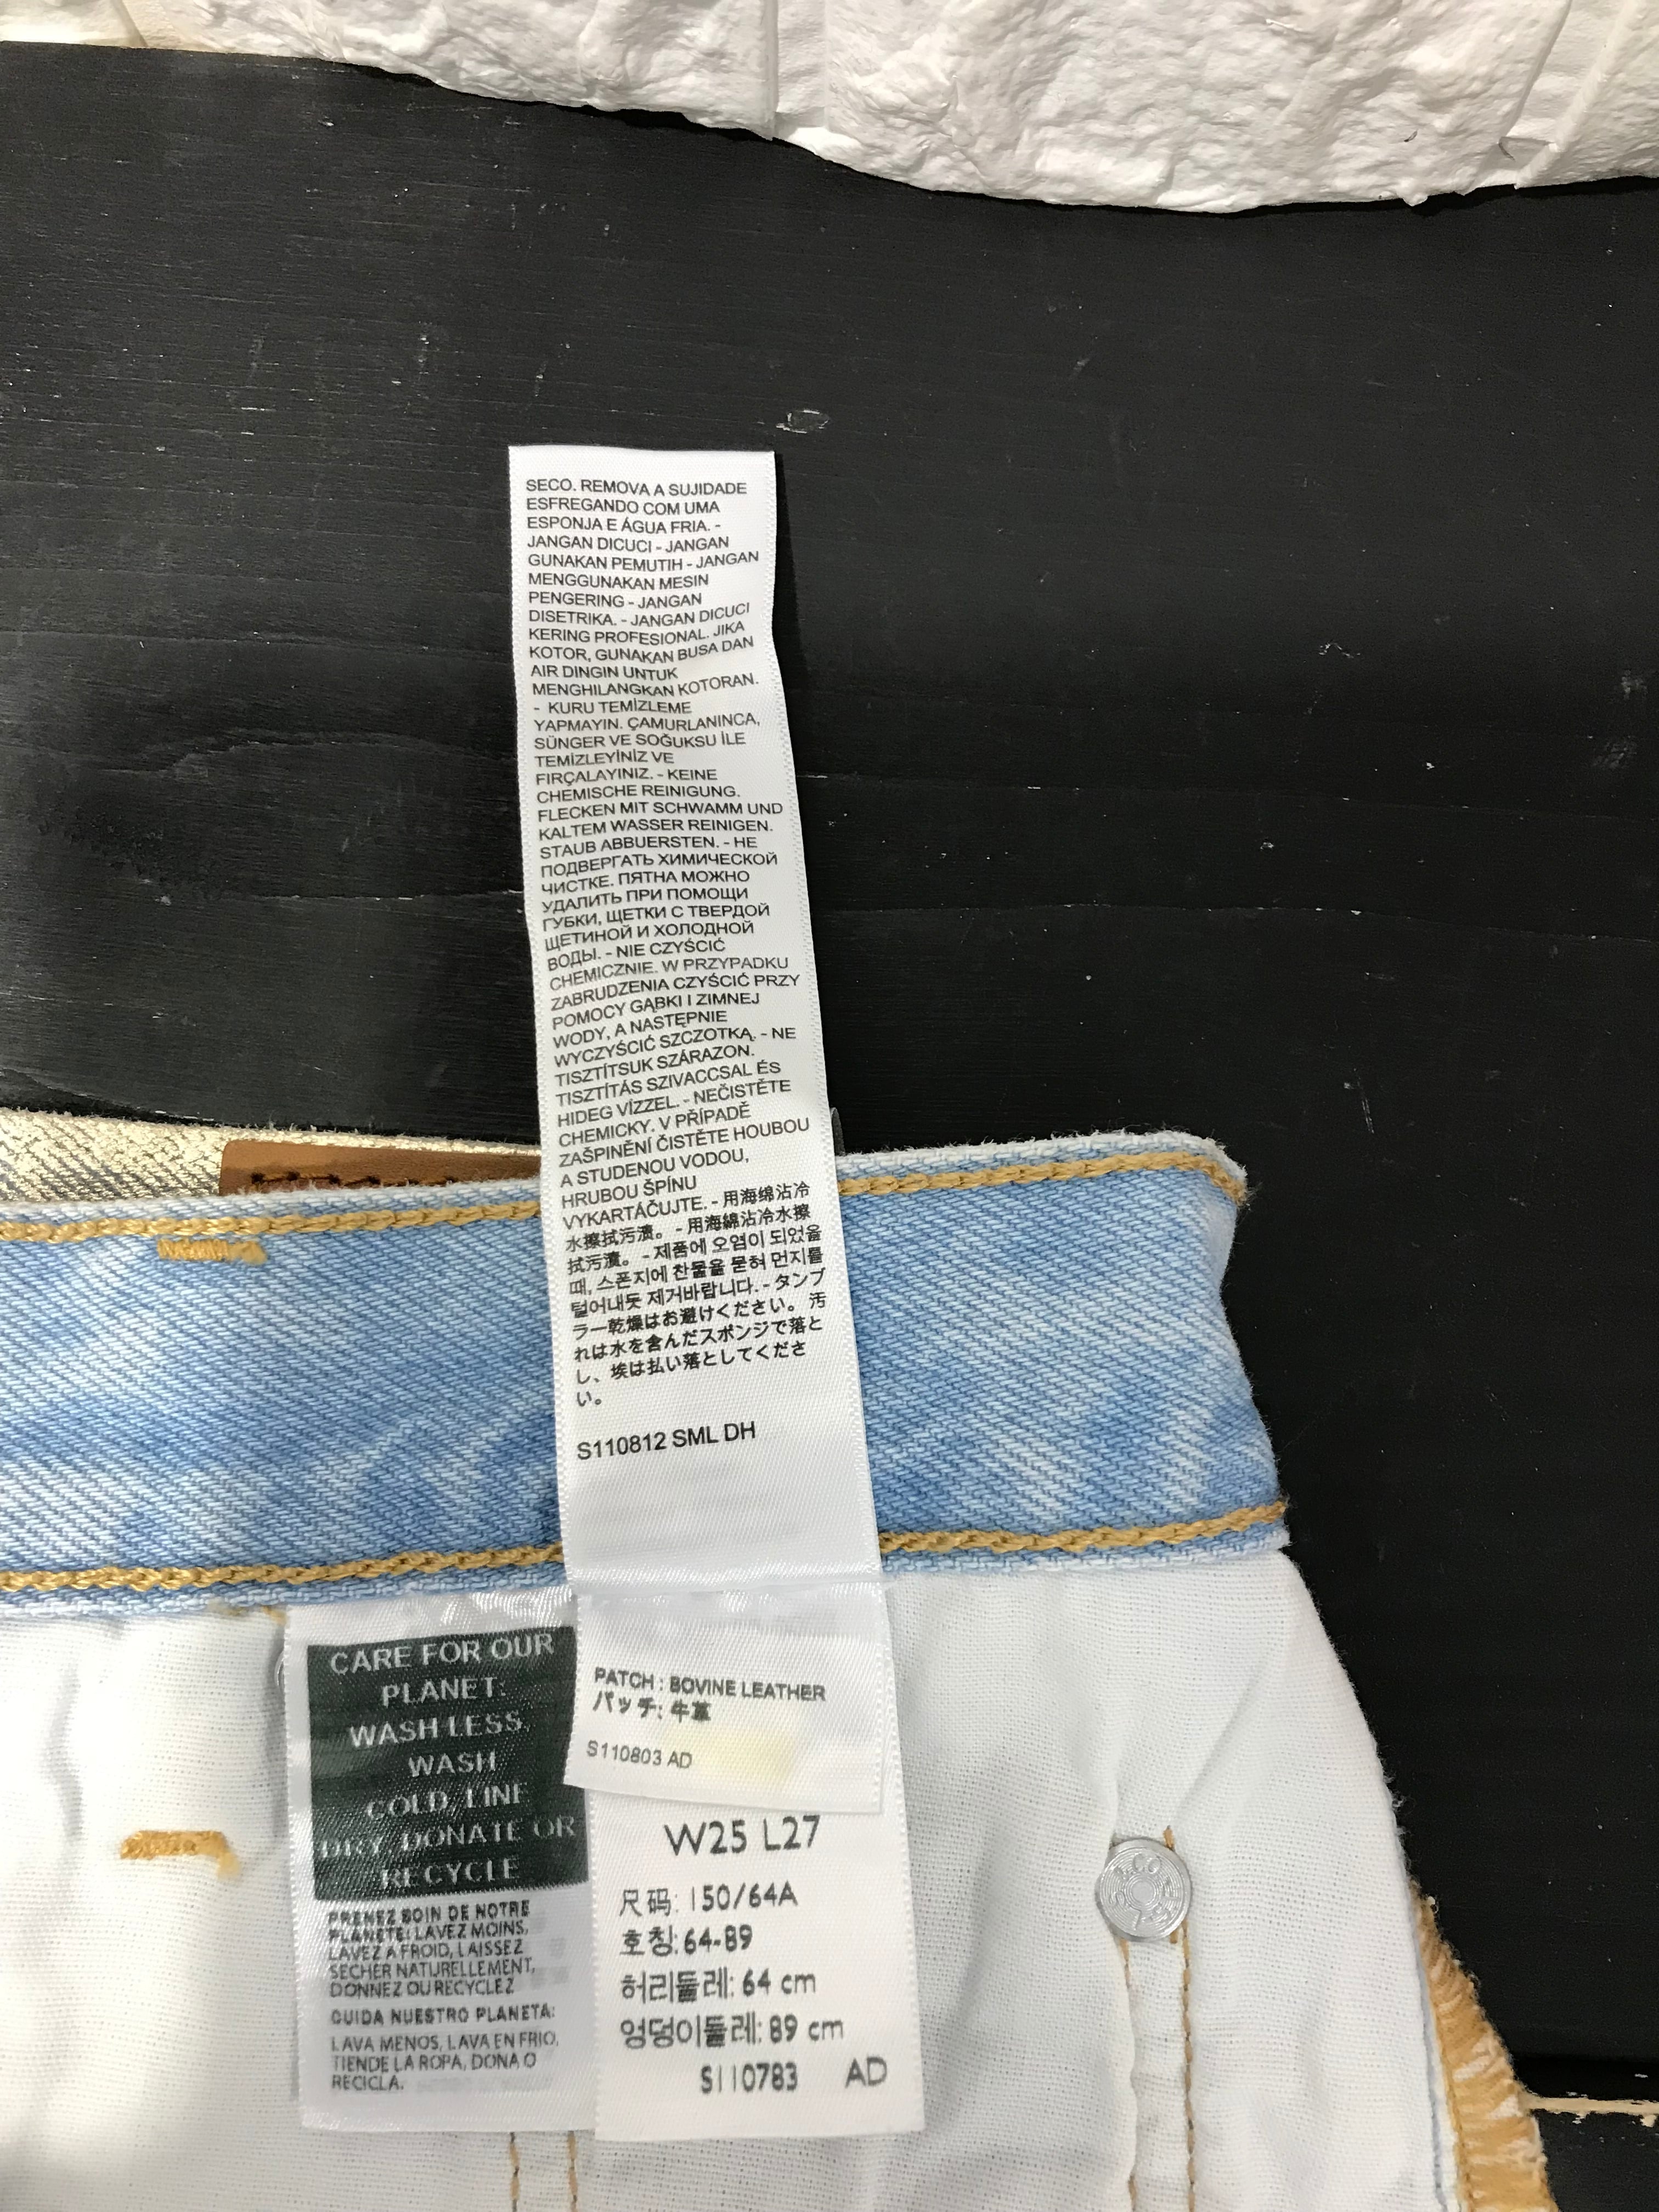 SECO. REMOVA A SUJIDADE
ESFREGANDO COM UMA
ESPONJA E ÁGUA FRIA. -
JANGAN DICUCI - JANGAN
GUNAKAN PEMUTIH - JANGAN
MENGGUNAKAN MESIN
PENGERING - JANGAN
DISETRIKA. - JANGAN DICUCI
KERING PROFESIONAL. JIKA
KOTOR, GUNAKAN BUSA DAN
AIR DINGIN UNTUK
MENGHILANGKAN KOTORAN.
- KURU TEMİZLEME
YAPMAYIN. ÇAMURLANINCA,
SÜNGER VE SOĞUKSU İLE
TEMİZLEYİNİZ VE
FIRÇALAYINIZ. - KEINE
CHEMISCHE REINIGUNG.
FLECKEN MIT SCHWAMM UND
KALTEM WASSER REINIGEN.
STAUB ABBUERSTEN. - НЕ
ПОДВЕРГАТЬ ХИМИЧЕСКОЙ
ЧИСТКЕ. ПЯТНА МОЖНО
УДАЛИТЬ ПРИ ПОМОЩИ
ГУБКИ, ЩЕТКИ С ТВЕРДОЙ
ЩЕТИНОЙ И ХОЛОДНОЙ
ВОДЫ. - NIE CZYŚCIĆ
CHEMICZNIE. W PRZYPADKU
ZABRUDZENIA CZYŚCIĆ PRZY
POMOCY GĄBKI I ZIMNEJ
WODY, A NASTĘPNIE
WYCZYŚCIĆ SZCZOTKĄ. - NE
TISZTÍTSUK SZÁRAZON.
TISZTÍTÁS SZIVACCSAL ÉS
HIDEG VÍZZEL. - NEČISTĚTE
CHEMICKY. V PŘÍPADĚ
ZAŠPINĚNÍ ČISTĚTE HOUBOU
A STUDENOU VODOU,
HRUBOU ŠPÍNU
VYKARTÁČUJTE. - 用海绵沾冷
水擦拭污渍。 - 用海綿沾冷水擦
拭污漬。 - 제품에 오염이 되었을
때, 스폰지에 찬물을 묻혀 먼지를
털어내듯 제거바랍니다. - タンブ
ラー乾燥はお避けください。 汚
れは水を含んだスポンジで落と
し、埃は払い落としてくださ
い。
S110812 SML DH
CARE FOR OUR
PLANET:
WASH LESS,
WASH
COLD, LINE
DRY, DONATE OR
RECYCLE
PRENEZ SOIN DE NOTRE
PLANETE: LAVEZ MOINS,
LAVEZ A FROID, LAISSEZ
SECHER NATURELLEMENT,
DONNEZ OU RECYCLEZ
CUIDA NUESTRO PLANETA:
LAVA MENOS, LAVA EN FRIO,
TIENDE LA ROPA, DONA O
RECICLA.
PATCH : BOVINE LEATHER
パッチ: 牛革
S110803 AD
W25 L27
尺码: 150/64A
호칭: 64-89
허리둘레: 64 cm
엉덩이둘레: 89 cm
S110783 AD